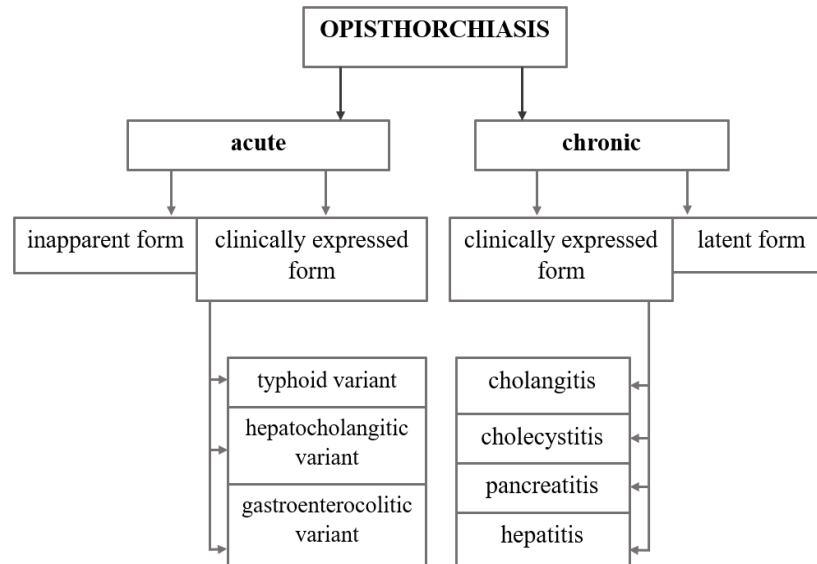 OPISTHORCHIASIS
acute
chronic
inapparent form
clinically expressed
form
clinically expressed
form
latent form
typhoid variant
hepatocholangitic
variant
gastroenterocolitic
variant
cholangitis
cholecystitis
pancreatitis
hepatitis